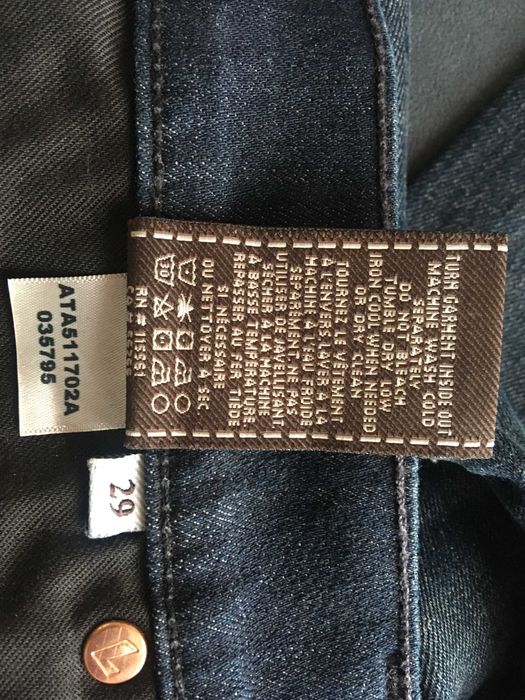 TURN GARMENT INSIDE OUT
MACHINE WASH COLD
SEPARATELY
DO NOT BLEACH
TUMBLE DRY LOW
IRON COOL WHEN NEEDED
OR DRY CLEAN
TOURNEZ LE VÊTEMENT
À L'ENVERS LAVER À LA
MACHINE À L'EAU FROIDE
SÉPARÉMENT. NE PAS
UTILISER DE JAVELLISANT
SÉCHER À LA MACHINE
À BASSE TEMPÉRATURE.
REPASSER AU FER TIÈDE
SI NÉCESSAIRE
OU NETTOYER À SEC
RN#
ATA511702A
035795
29